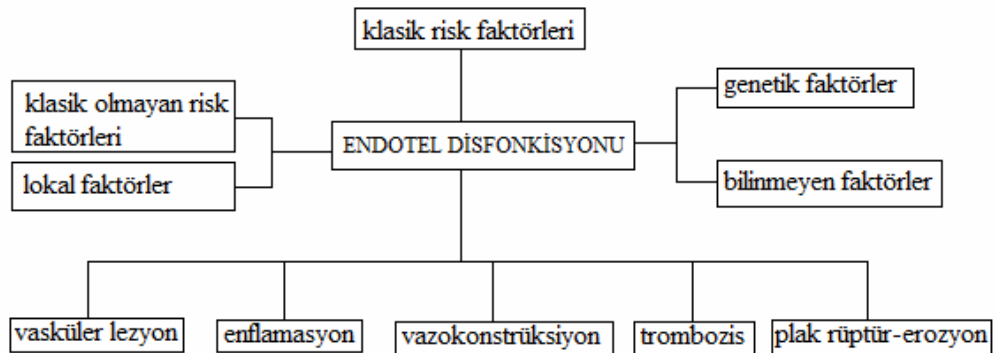 klasik risk faktörleri
klasik olmayan risk
faktörleri
genetik faktörler
ENDOTEL DİSFONKİSYONU
lokal faktörler
bilinmeyen faktörler
vasküler lezyon
enflamasyon
vazokonstrüksiyon
trombozis
plak rüptür-erozyon